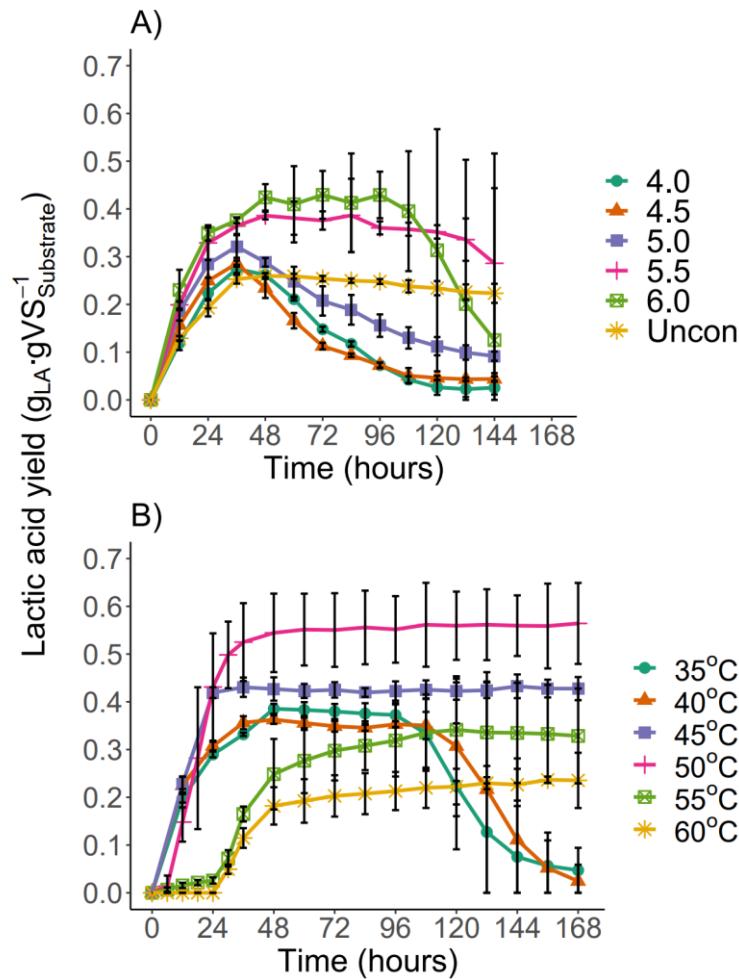 A)
0.7
0.6
0.5
0.4
0.3
0.2
0.1
0.0
0 24 48 72 96 120 144 168
Time (hours)
4.0
4.5
5.0
5.5
6.0
Uncon
Lactic acid yield (g_LA·gVS⁻¹_Substrate)
B)
0.7
0.6
0.5
0.4
0.3
0.2
0.1
0.0
0 24 48 72 96 120 144 168
Time (hours)
35°C
40°C
45°C
50°C
55°C
60°C